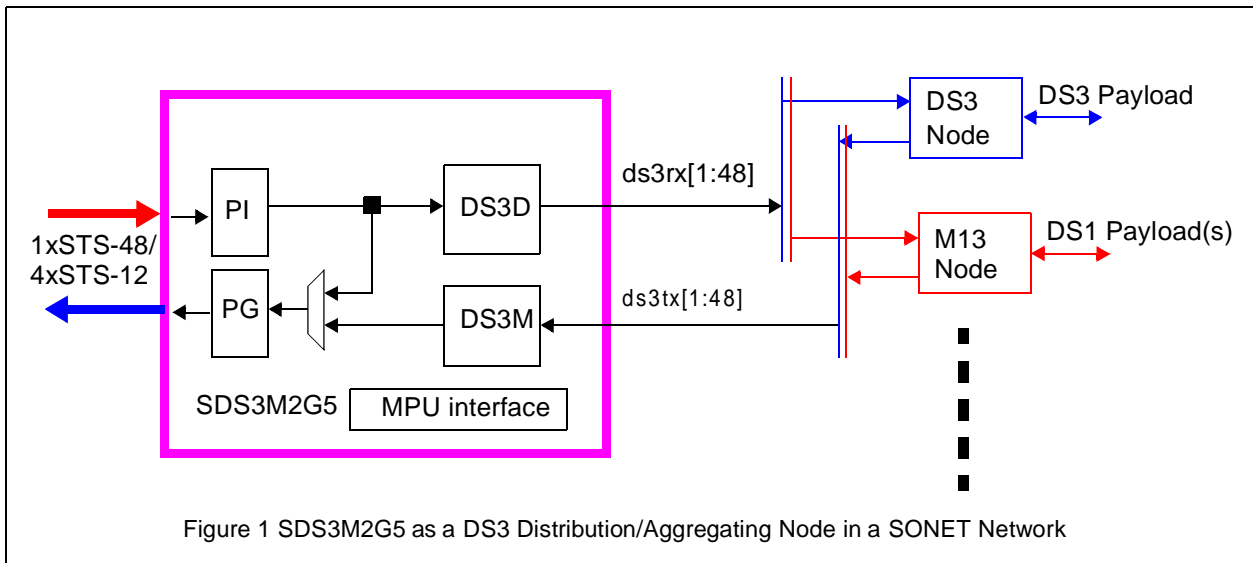 DS3
Node
DS3 Payload
ds3rx[1:48]
PI
DS3D
M13
Node
DS1 Payload(s)
1xSTS-48/
4xSTS-12
PG
DS3M
ds3tx[1:48]
SDS3M2G5
MPU interface
Figure 1 SDS3M2G5 as a DS3 Distribution/Aggregating Node in a SONET Network